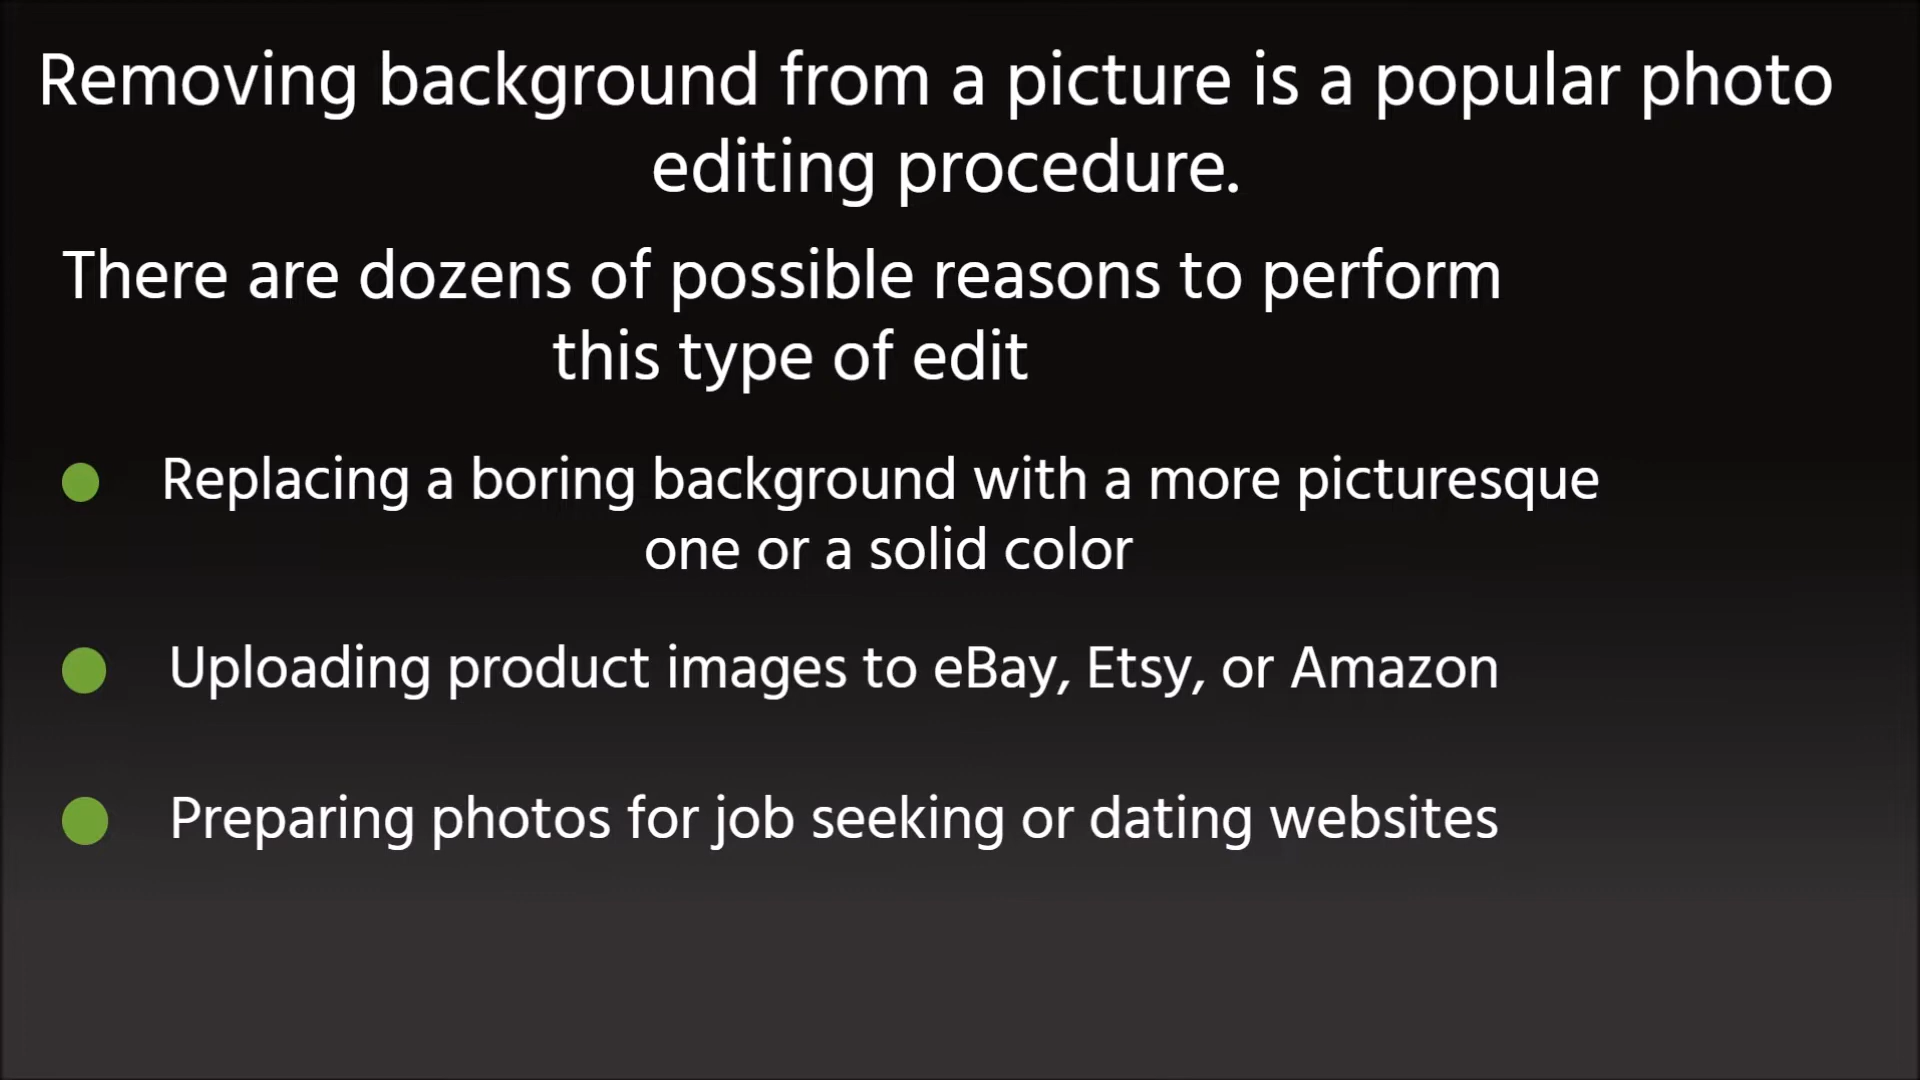 Removing background from a picture is a popular photo
editing procedure.
There are dozens of possible reasons to perform
this type of edit
Replacing a boring background with a more picturesque
one or a solid color
Uploading product images to eBay, Etsy, or Amazon
Preparing photos for job seeking or dating websites